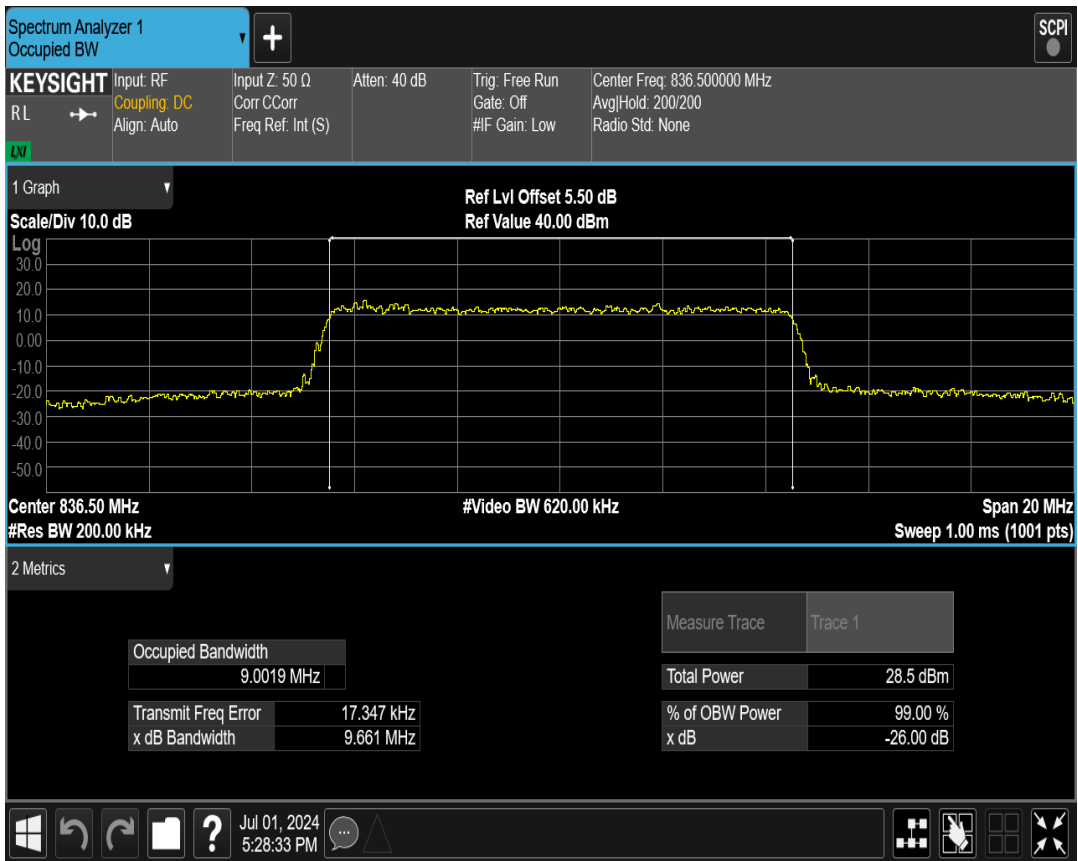 Spectrum Analyzer 1
Occupied BW
+
SCPI
KEYSIGHT
RL
LXI
Input: RF
Coupling: DC
Align: Auto
Input Z: 50 Ω
Corr CCorr
Freq Ref: Int (S)
Atten: 40 dB
Trig: Free Run
Gate: Off
#IF Gain: Low
Center Freq: 836.500000 MHz
Avg|Hold: 200/200
Radio Std: None
1 Graph
Scale/Div 10.0 dB
Ref Lvl Offset 5.50 dB
Ref Value 40.00 dBm
Log
30.0
20.0
10.0
0.00
-10.0
-20.0
-30.0
-40.0
-50.0
Center 836.50 MHz
#Video BW 620.00 kHz
Span 20 MHz
#Res BW 200.00 kHz
Sweep 1.00 ms (1001 pts)
2 Metrics
Measure Trace Trace 1
Occupied Bandwidth
9.0019 MHz
Total Power 28.5 dBm
Transmit Freq Error 17.347 kHz
% of OBW Power 99.00 %
x dB Bandwidth 9.661 MHz
x dB -26.00 dB
?
Jul 01, 2024
5:28:33 PM